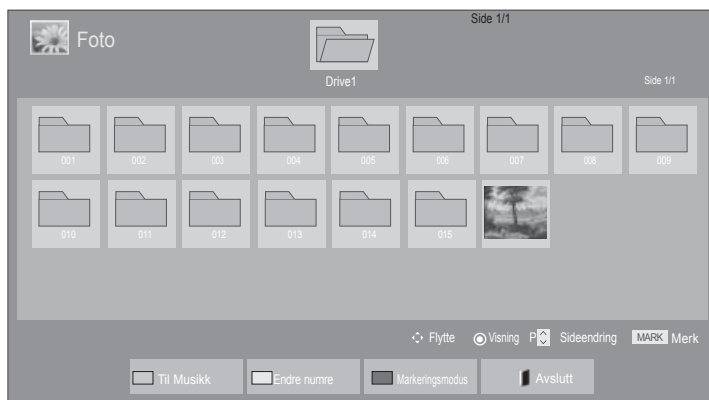 Side 1/1
Foto
Drive1
Side 1/1
001 002 003 004 005 006 007 008 009
010 011 012 013 014 015
Flytte Visning P Sideendring MARK Merk
Til Musikk Endre numre Markeringsmodus Avslutt